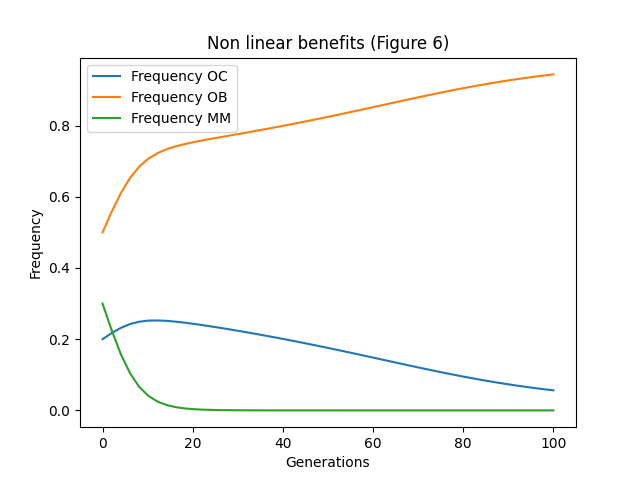 Non linear benefits (Figure 6)
Frequency OC
Frequency OB
Frequency MM
Frequency
0.8
0.6
0.4
0.2
0.0
0 20 40 60 80 100
Generations